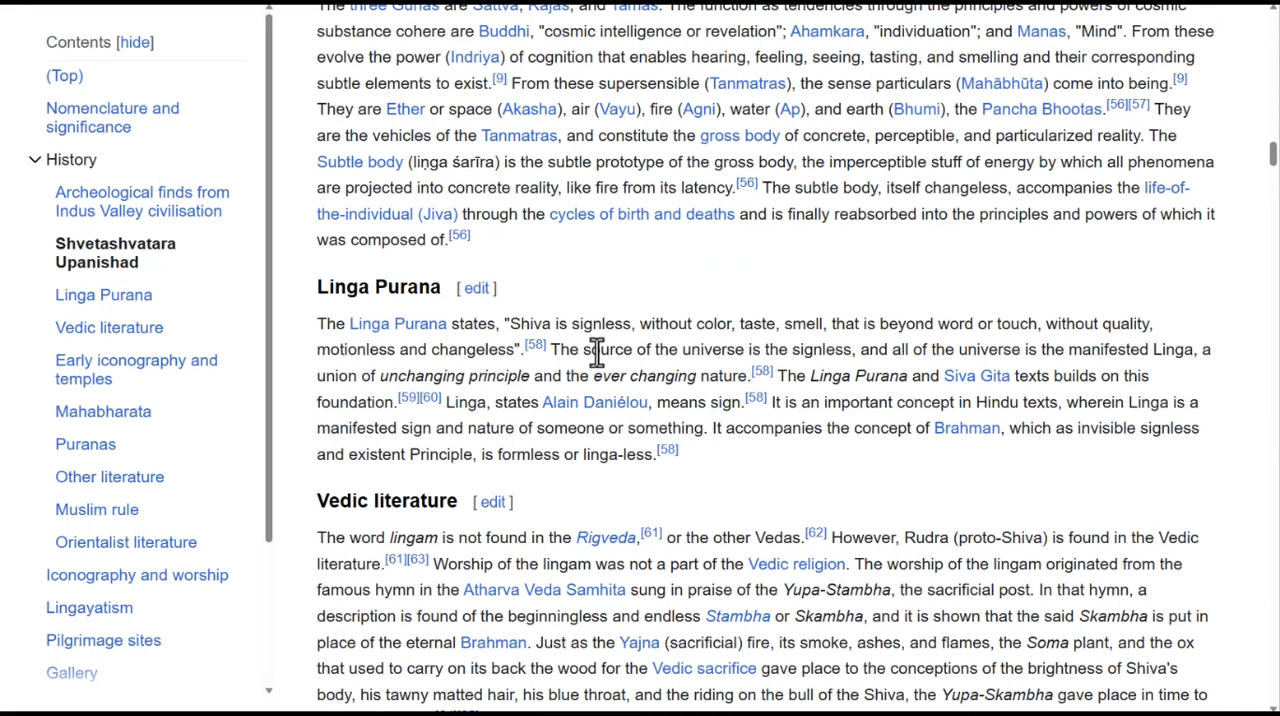 Contents [hide]
(Top)
Nomenclature and
significance
History
Archeological finds from
Indus Valley civilisation
Shvetashvatara
Upanishad
Linga Purana
Vedic literature
Early iconography and
temples
Mahabharata
Puranas
Other literature
Muslim rule
Orientalist literature
Iconography and worship
Lingayatism
Pilgrimage sites
Gallery
The three Gunas are Sattva, Rajas, and Tamas. The function as tendencies through the principles and powers of cosmic
substance cohere are Buddhi, "cosmic intelligence or revelation"; Ahamkara, "individuation"; and Manas, "Mind". From these
evolve the power (Indriya) of cognition that enables hearing, feeling, seeing, tasting, and smelling and their corresponding
subtle elements to exist.[9] From these supersensible (Tanmatras), the sense particulars (Mahābhūta) come into being.[9]
They are Ether or space (Akasha), air (Vayu), fire (Agni), water (Ap), and earth (Bhumi), the Pancha Bhootas.[56][57] They
are the vehicles of the Tanmatras, and constitute the gross body of concrete, perceptible, and particularized reality. The
Subtle body (liṇga śarīra) is the subtle prototype of the gross body, the imperceptible stuff of energy by which all phenomena
are projected into concrete reality, like fire from its latency.[56] The subtle body, itself changeless, accompanies the life-of-
the-individual (Jiva) through the cycles of birth and deaths and is finally reabsorbed into the principles and powers of which it
was composed of.[56]
Linga Purana [ edit ]
The Linga Purana states, "Shiva is signless, without color, taste, smell, that is beyond word or touch, without quality,
motionless and changeless".[58] The source of the universe is the signless, and all of the universe is the manifested Linga, a
union of unchanging principle and the ever changing nature.[58] The Linga Purana and Siva Gita texts builds on this
foundation.[59][60] Linga, states Alain Daniélou, means sign.[58] It is an important concept in Hindu texts, wherein Linga is a
manifested sign and nature of someone or something. It accompanies the concept of Brahman, which as invisible signless
and existent Principle, is formless or linga-less.[58]
Vedic literature [ edit ]
The word lingam is not found in the Rigveda,[61] or the other Vedas.[62] However, Rudra (proto-Shiva) is found in the Vedic
literature.[61][63] Worship of the lingam was not a part of the Vedic religion. The worship of the lingam originated from the
famous hymn in the Atharva Veda Samhita sung in praise of the Yupa-Stambha, the sacrificial post. In that hymn, a
description is found of the beginningless and endless Stambha or Skambha, and it is shown that the said Skambha is put in
place of the eternal Brahman. Just as the Yajna (sacrificial) fire, its smoke, ashes, and flames, the Soma plant, and the ox
that used to carry on its back the wood for the Vedic sacrifice gave place to the conceptions of the brightness of Shiva's
body, his tawny matted hair, his blue throat, and the riding on the bull of the Shiva, the Yupa-Skambha gave place in time to